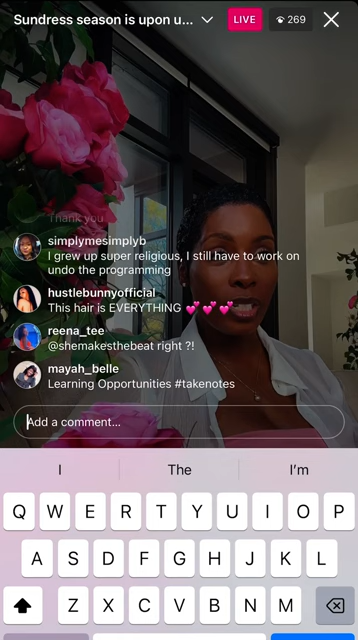 Sundress season is upon u...
LIVE
269
Thank you
simplymesimplyb
I grew up super religious, I still have to work on
undo the programming
hustlebunnyofficial
This hair is EVERYTHING 💕💕💕
reena_tee
@shemakesthebeat right ?!
mayah_belle
Learning Opportunities #takenotes
Add a comment...
I The I'm
Q W E R T Y U I O P
A S D F G H J K L
Z X C V B N M